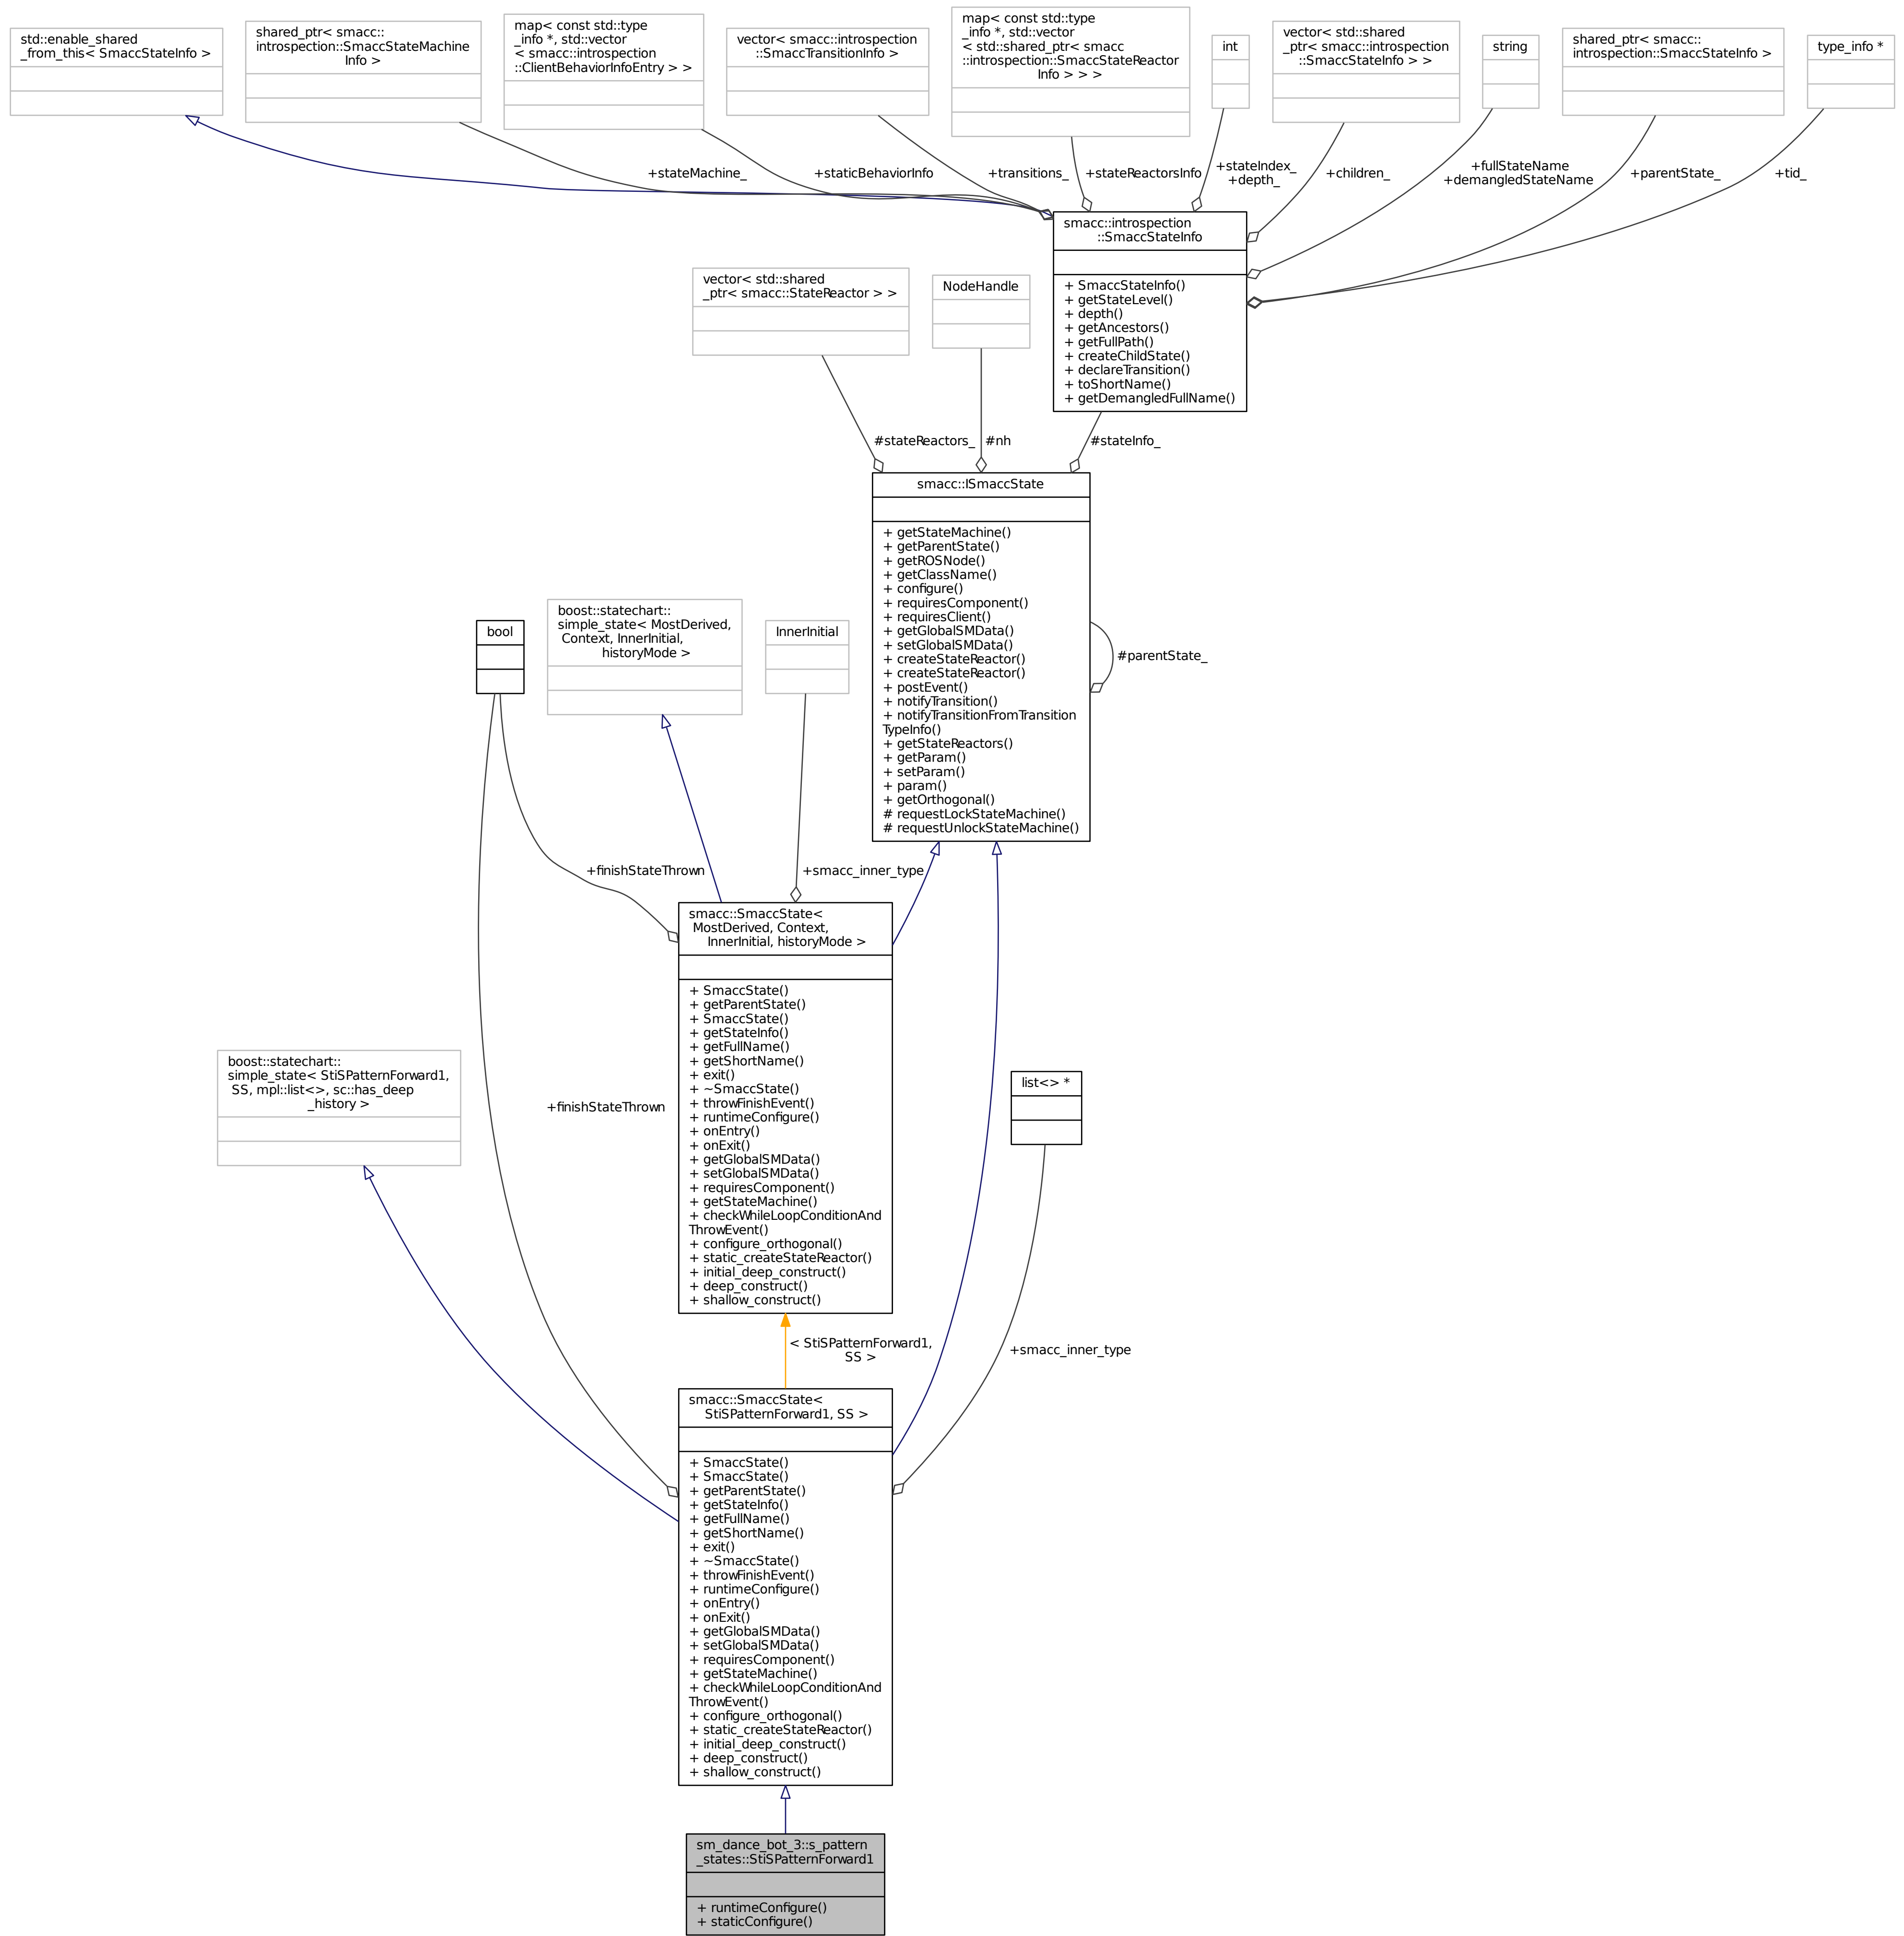 std::enable_shared
_from_this< SmaccStateInfo >
shared_ptr< smacc::
introspection::SmaccStateMachine
Info >
map< const std::type
_info *, std::vector
< smacc::introspection
::ClientBehaviorInfoEntry > >
vector< smacc::introspection
::SmaccTransitionInfo >
map< const std::type
_info *, std::vector
< std::shared_ptr< smacc
::introspection::SmaccStateReactor
Info > > >
int
vector< std::shared
_ptr< smacc::introspection
::SmaccStateInfo > >
string
shared_ptr< smacc::
introspection::SmaccStateInfo >
type_info *
+stateMachine_
+staticBehaviorInfo
+transitions_
+stateReactorsInfo
+stateIndex_
+depth_
+children_
+fullStateName
+demangledStateName
+parentState_
+tid_
smacc::introspection
::SmaccStateInfo
+ SmaccStateInfo()
+ getStateLevel()
+ depth()
+ getAncestors()
+ getFullPath()
+ createChildState()
+ declareTransition()
+ toShortName()
+ getDemangledFullName()
vector< std::shared
_ptr< smacc::StateReactor > >
NodeHandle
#stateReactors_
#nh
#stateInfo_
smacc::ISmaccState
+ getStateMachine()
+ getParentState()
+ getROSNode()
+ getClassName()
+ configure()
+ requiresComponent()
+ requiresClient()
+ getGlobalSMData()
+ setGlobalSMData()
+ createStateReactor()
+ createStateReactor()
+ postEvent()
+ notifyTransition()
+ notifyTransitionFromTransition
TypeInfo()
+ getStateReactors()
+ getParam()
+ setParam()
+ param()
+ getOrthogonal()
# requestLockStateMachine()
# requestUnlockStateMachine()
#parentState_
bool
boost::statechart::
simple_state< MostDerived,
Context, InnerInitial,
historyMode >
InnerInitial
+finishStateThrown
+smacc_inner_type
smacc::SmaccState<
MostDerived, Context,
InnerInitial, historyMode >
+ SmaccState()
+ getParentState()
+ SmaccState()
+ getStateInfo()
+ getFullName()
+ getShortName()
+ exit()
+ ~SmaccState()
+ throwFinishEvent()
+ runtimeConfigure()
+ onEntry()
+ onExit()
+ getGlobalSMData()
+ setGlobalSMData()
+ requiresComponent()
+ getStateMachine()
+ checkWhileLoopConditionAnd
ThrowEvent()
+ configure_orthogonal()
+ static_createStateReactor()
+ initial_deep_construct()
+ deep_construct()
+ shallow_construct()
boost::statechart::
simple_state< StiSPatternForward1,
SS, mpl::list<>, sc::has_deep
_history >
+finishStateThrown
list<> *
< StiSPatternForward1,
SS >
+smacc_inner_type
smacc::SmaccState<
StiSPatternForward1, SS >
+ SmaccState()
+ SmaccState()
+ getParentState()
+ getStateInfo()
+ getFullName()
+ getShortName()
+ exit()
+ ~SmaccState()
+ throwFinishEvent()
+ runtimeConfigure()
+ onEntry()
+ onExit()
+ getGlobalSMData()
+ setGlobalSMData()
+ requiresComponent()
+ getStateMachine()
+ checkWhileLoopConditionAnd
ThrowEvent()
+ configure_orthogonal()
+ static_createStateReactor()
+ initial_deep_construct()
+ deep_construct()
+ shallow_construct()
sm_dance_bot_3::s_pattern
_states::StiSPatternForward1
+ runtimeConfigure()
+ staticConfigure()